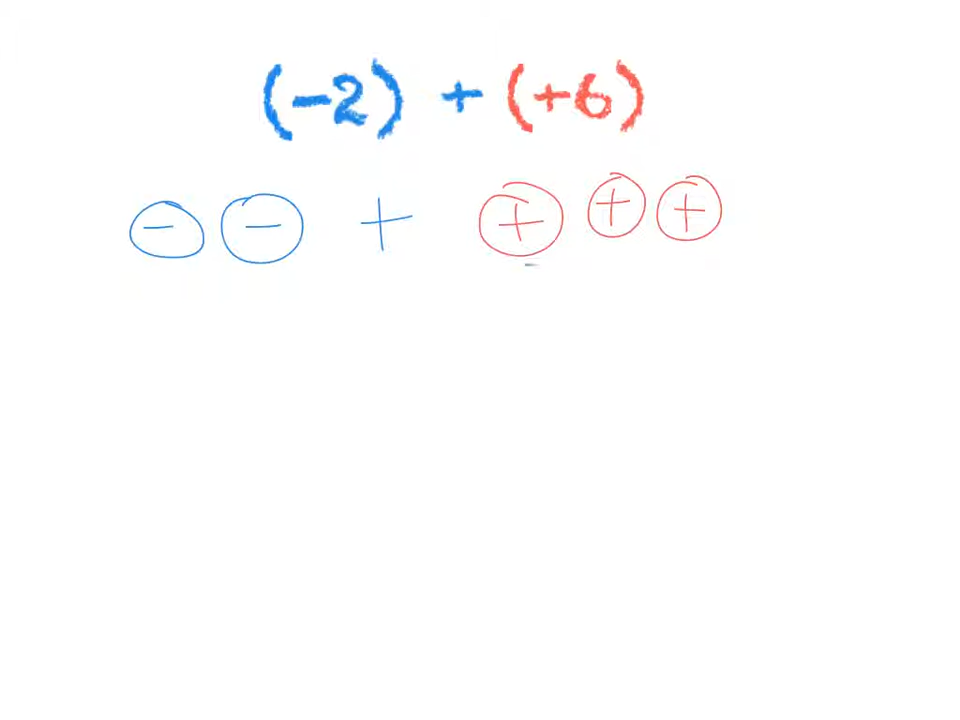 (-2) + (+6)
⊖ ⊖ + ⊕ ⊕ ⊕